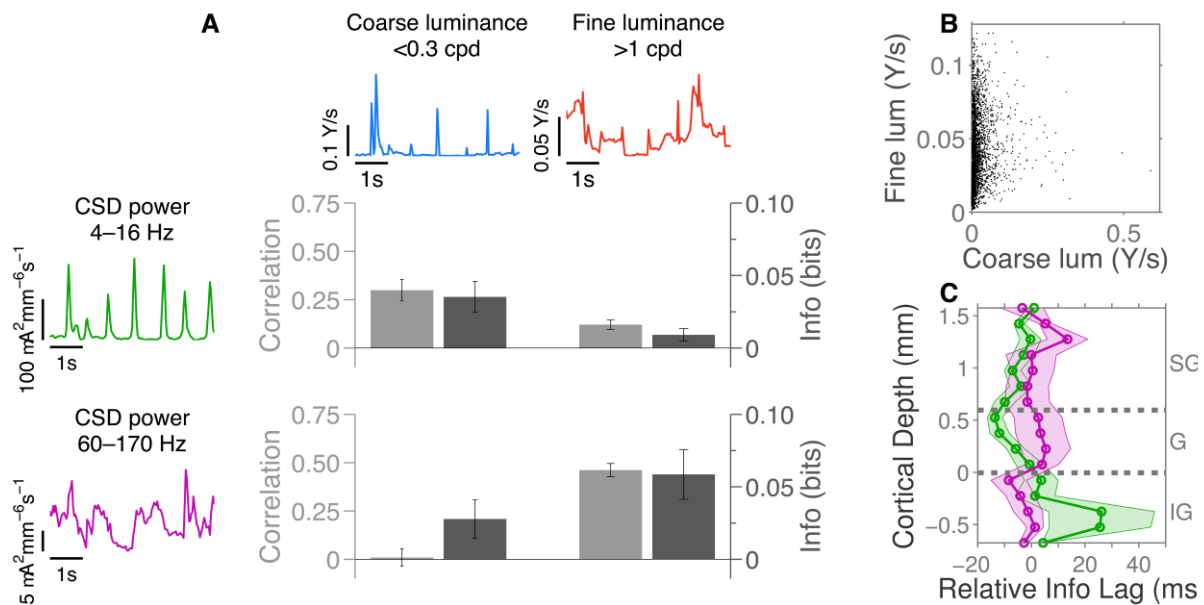 A
Coarse luminance
<0.3 cpd
Fine luminance
>1 cpd
0.1 Y/s
1s
0.05 Y/s
1s
CSD power
4–16 Hz
100 mA²mm⁻⁶s⁻¹
1s
Correlation
0.75
0.50
0.25
0
0.10
0.05
0
Info (bits)
CSD power
60–170 Hz
5 mA²mm⁻⁶s⁻¹
1s
Correlation
0.75
0.50
0.25
0
0.10
0.05
0
Info (bits)
B
Fine lum (Y/s)
0.1
0.05
0
0
0.5
Coarse lum (Y/s)
C
Cortical Depth (mm)
1.5
1
0.5
0
−0.5
SG
G
IG
−20
0
20
40
Relative Info Lag (ms